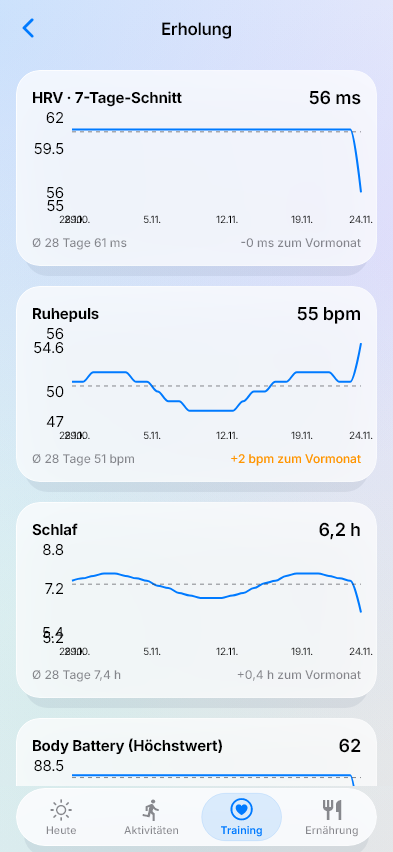 Erholung
HRV · 7-Tage-Schnitt 56 ms
62
59.5
56
55
5.11. 12.11. 19.11. 24.11.
Ø 28 Tage 61 ms -0 ms zum Vormonat
Ruhepuls 55 bpm
56
54.6
50
47
5.11. 12.11. 19.11. 24.11.
Ø 28 Tage 51 bpm +2 bpm zum Vormonat
Schlaf 6,2 h
8.8
7.2
5.4
5.2
5.11. 12.11. 19.11. 24.11.
Ø 28 Tage 7,4 h +0,4 h zum Vormonat
Body Battery (Höchstwert) 62
88.5
Heute Aktivitäten Training Ernährung